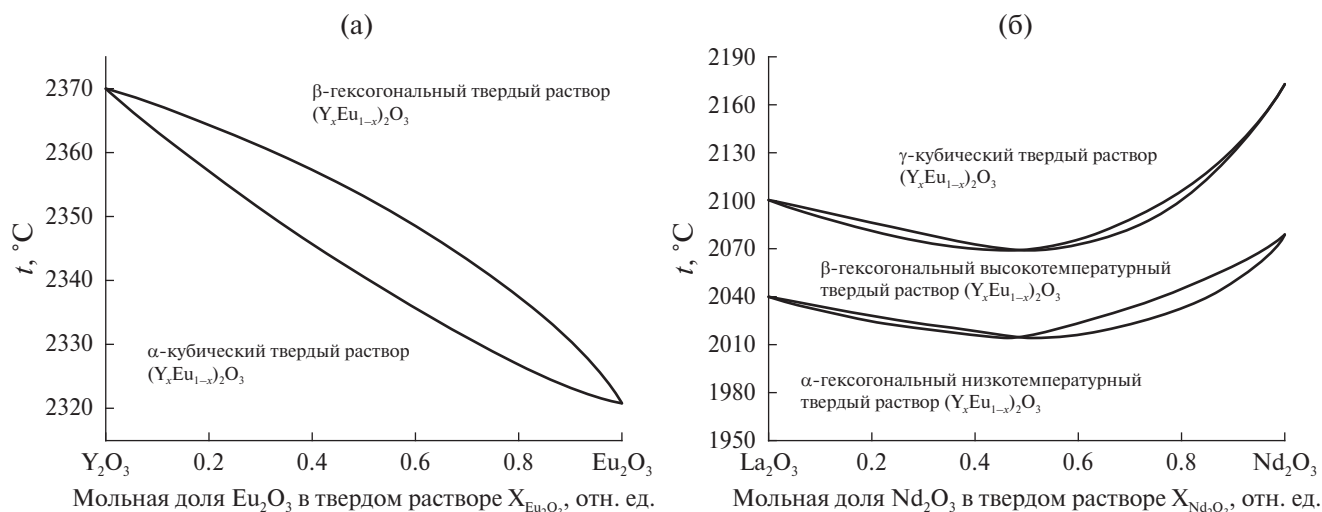 (а)
t, °C
2370
2360
2350
2340
2330
2320
β-гексогональный твердый раствор
(YₓEu₁₋ₓ)₂O₃
α-кубический твердый раствор
(YₓEu₁₋ₓ)₂O₃
Y₂O₃ 0.2 0.4 0.6 0.8 Eu₂O₃
Мольная доля Eu₂O₃ в твердом растворе X_Eu₂O₃, отн. ед.
(б)
t, °C
2190
2160
2130
2100
2070
2040
2010
1980
1950
γ-кубический твердый раствор
(YₓEu₁₋ₓ)₂O₃
β-гексогональный высокотемпературный
твердый раствор (YₓEu₁₋ₓ)₂O₃
α-гексогональный низкотемпературный
твердый раствор (YₓEu₁₋ₓ)₂O₃
La₂O₃ 0.2 0.4 0.6 0.8 Nd₂O₃
Мольная доля Nd₂O₃ в твердом растворе X_Nd₂O₃, отн. ед.